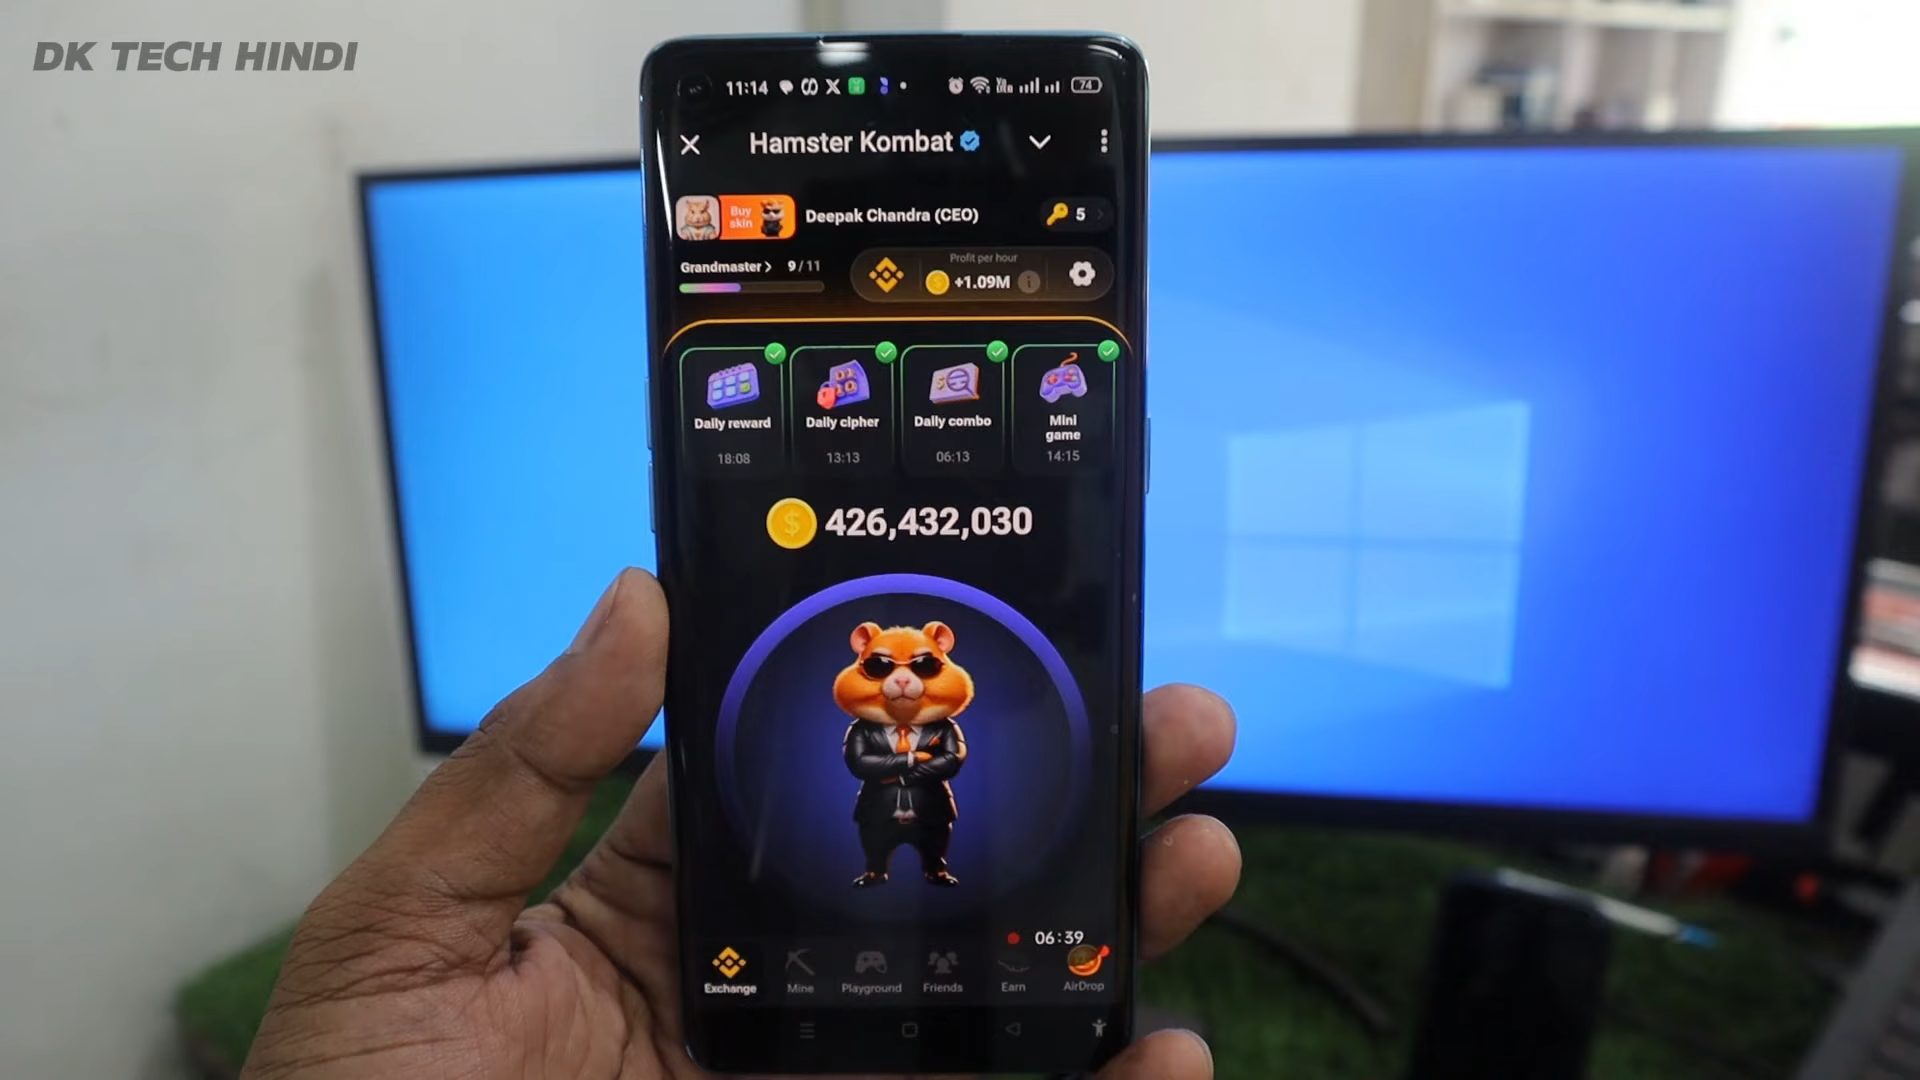 DK TECH HINDI
11:14
74
Hamster Kombat
Buy skin
Deepak Chandra (CEO)
5
Grandmaster
9/11
Profit per hour
+1.09M
Daily reward
18:08
Daily cipher
13:13
Daily combo
06:13
Mini game
14:15
426,432,030
06:39
Exchange
Mine
Playground
Friends
Earn
AirDrop